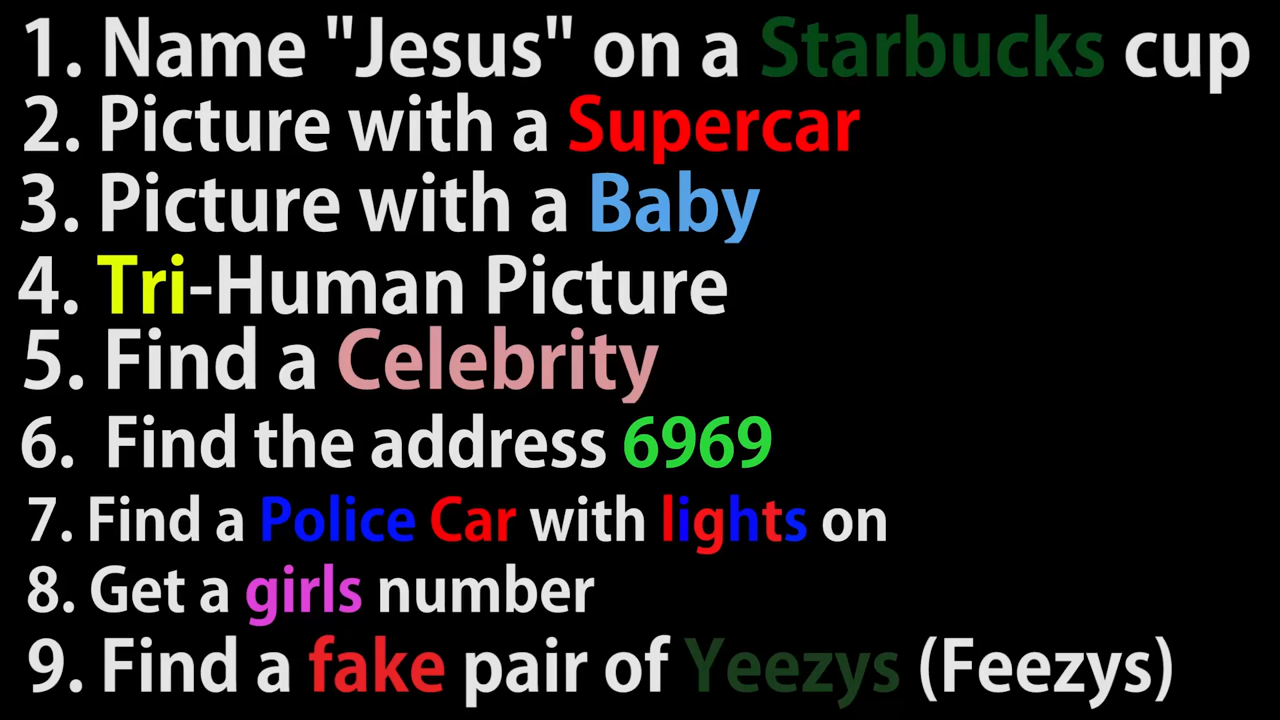 1. Name "Jesus" on a Starbucks cup
2. Picture with a Supercar
3. Picture with a Baby
4. Tri-Human Picture
5. Find a Celebrity
6. Find the address 6969
7. Find a Police Car with lights on
8. Get a girls number
9. Find a fake pair of Yeezys (Feezys)